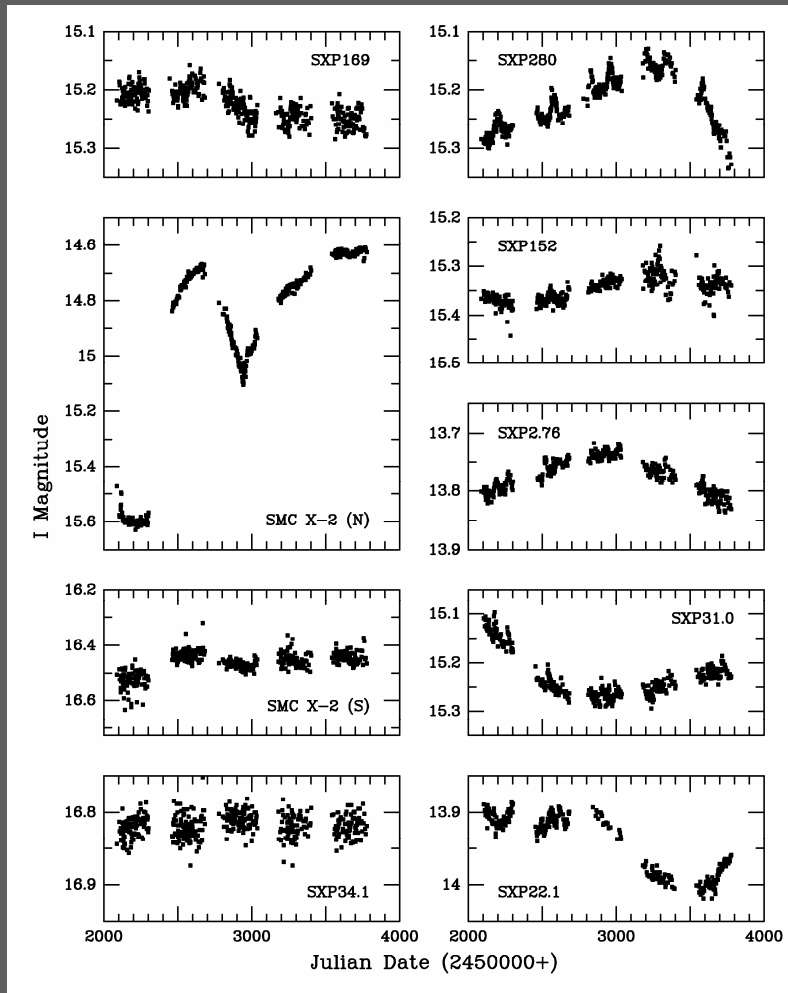 15.1
15.2
15.3
SXP169
15.1
15.2
15.3
SXP280
14.6
14.8
15
15.2
15.4
15.6
SMC X-2 (N)
15.2
15.3
15.4
15.5
SXP152
13.7
13.8
13.9
SXP2.76
I Magnitude
16.2
16.4
16.6
SMC X-2 (S)
15.1
15.2
15.3
SXP31.0
16.8
16.9
SXP34.1
13.9
14
SXP22.1
2000 3000 4000
2000 3000 4000
Julian Date (2450000+)